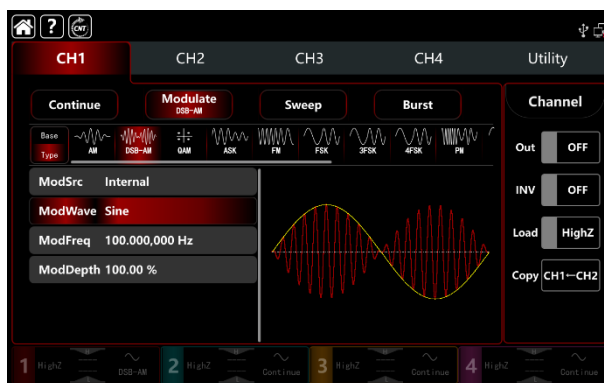 ? CNT
CH1 CH2 CH3 CH4 Utility
Continue Modulate Sweep Burst Channel
DSB-AM
Base
Type AM DSB-AM QAM ASK FM FSK 3FSK 4FSK PM
Out OFF
ModSrc Internal
INV OFF
ModWave Sine
ModFreq 100.000,000 Hz
Load HighZ
ModDepth 100.00 %
Copy CH1←CH2
1 HighZ DSB-AM 2 HighZ Continue 3 HighZ Continue 4 HighZ Continue